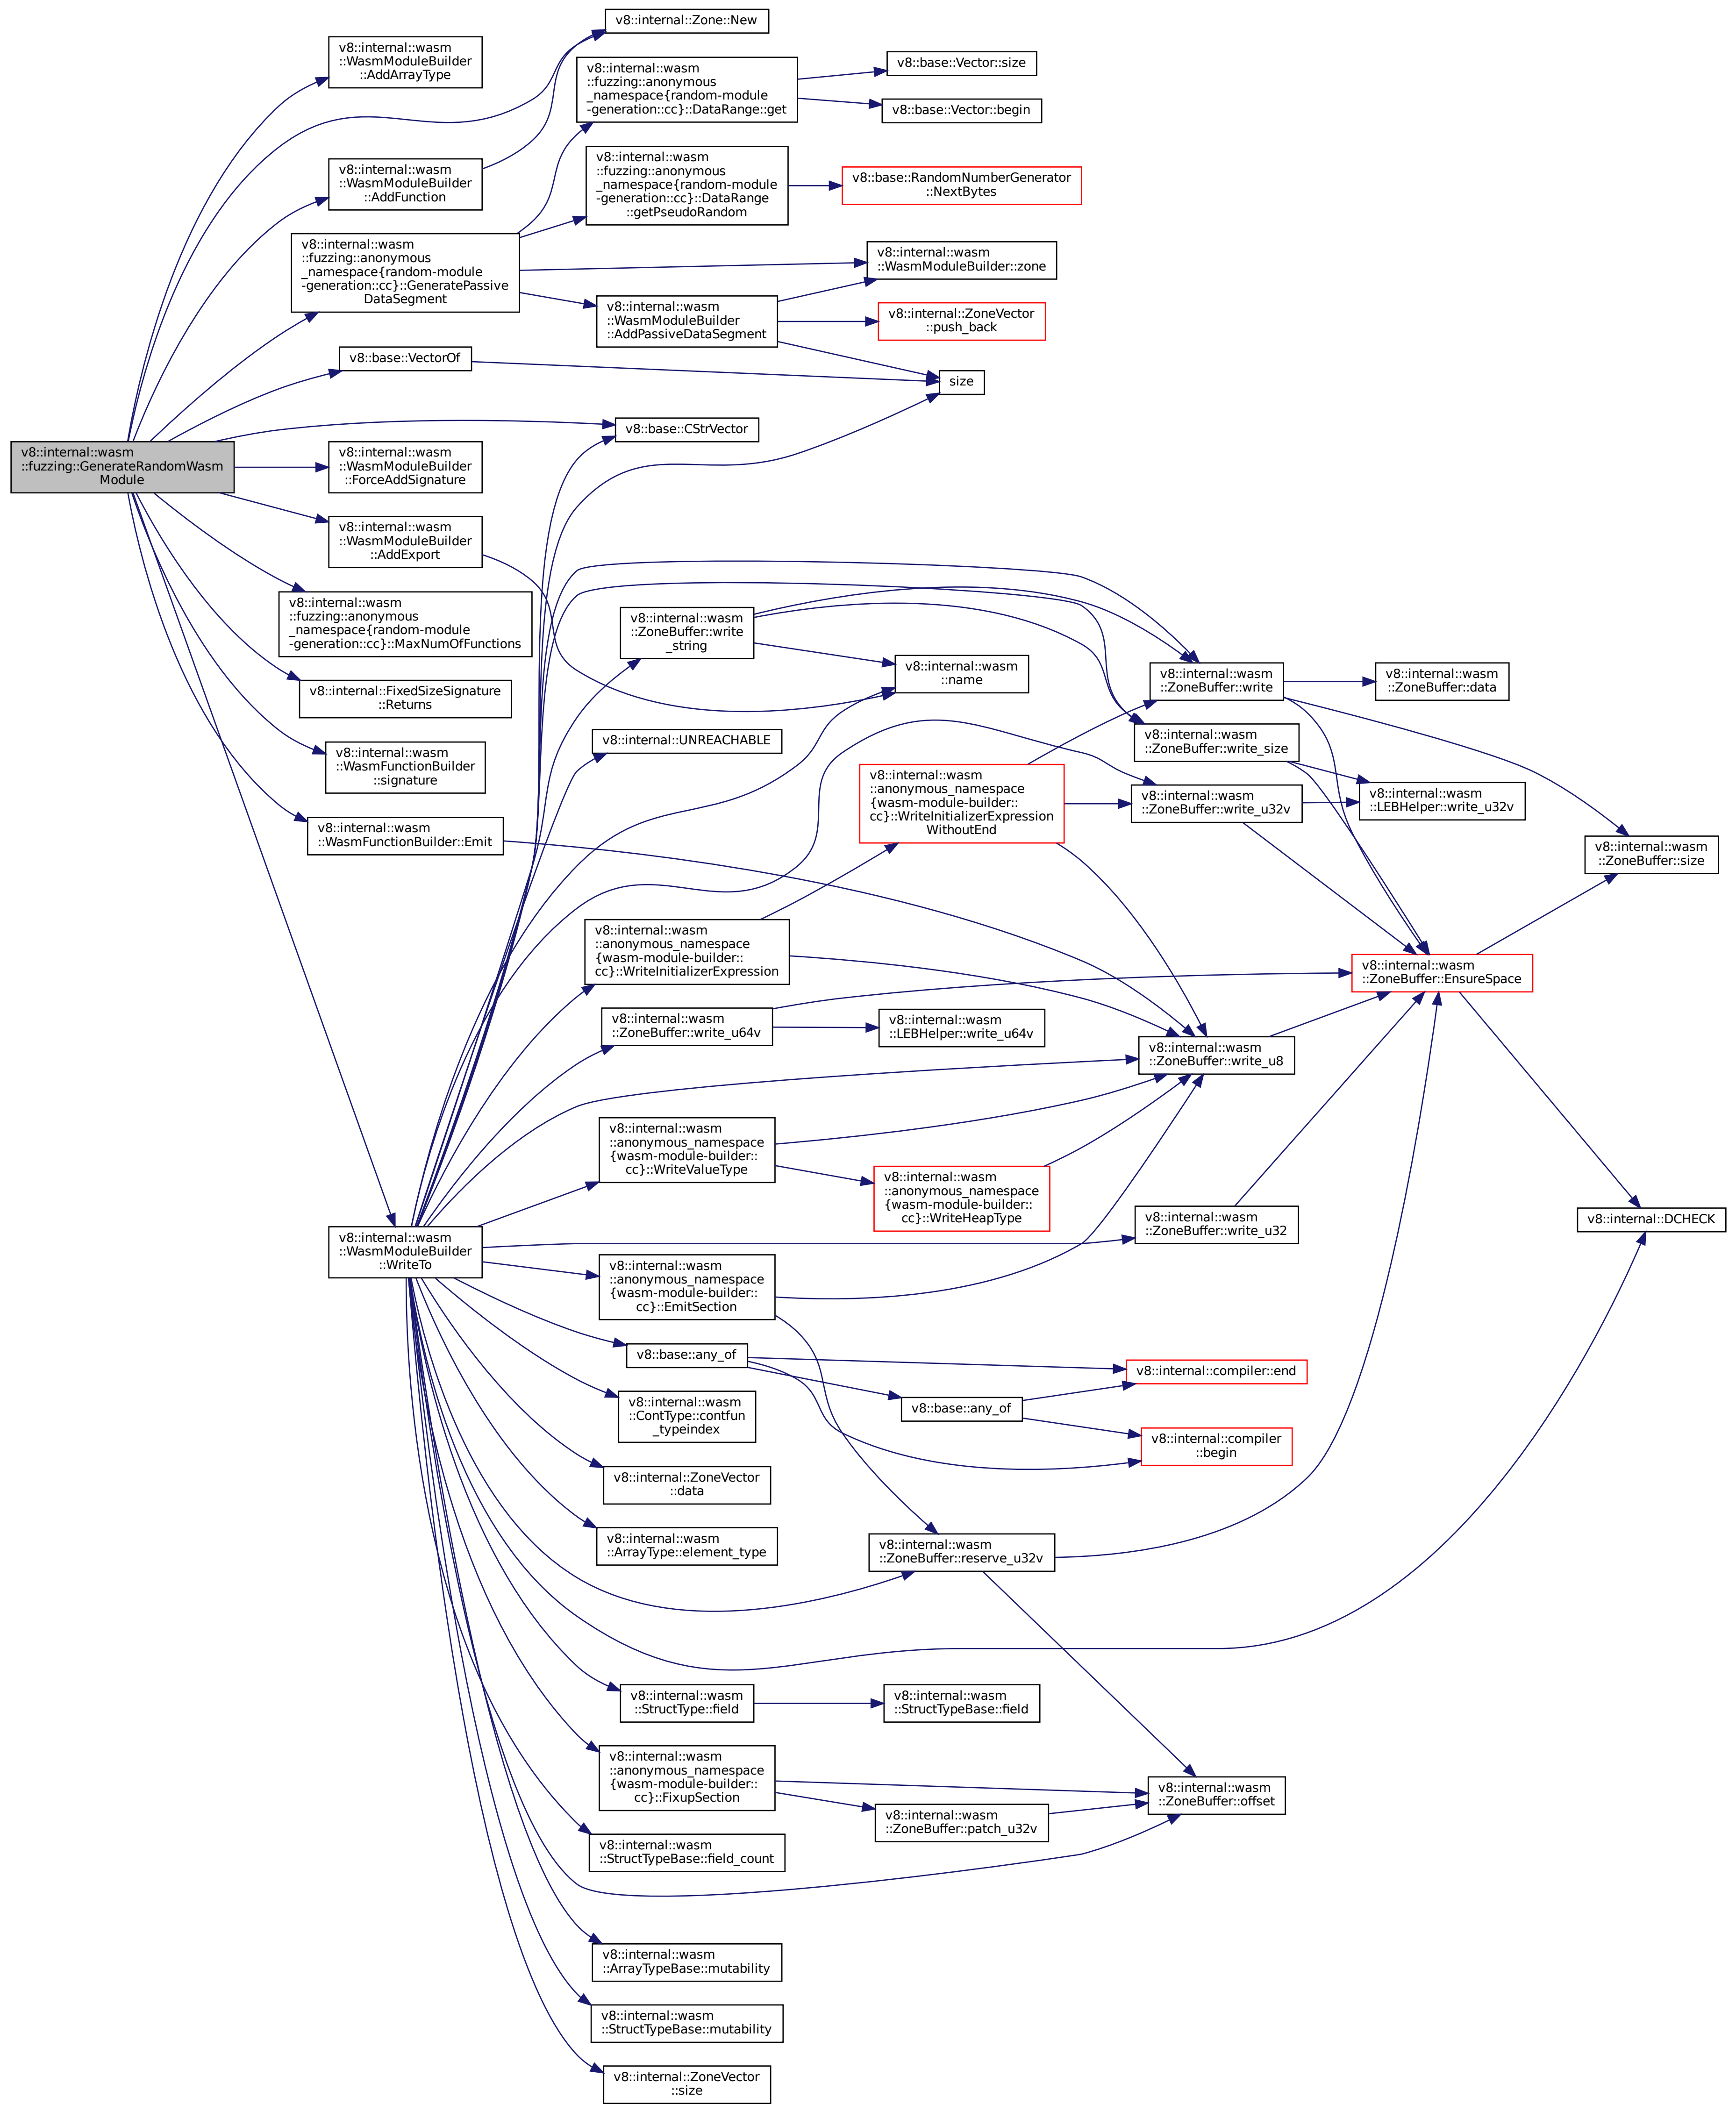 v8::internal::Zone::New
v8::internal::wasm
::WasmModuleBuilder
::AddArrayType
v8::internal::wasm
::fuzzing::anonymous
_namespace{random-module
-generation::cc}::DataRange::get
v8::base::Vector::size
v8::base::Vector::begin
v8::internal::wasm
::WasmModuleBuilder
::AddFunction
v8::internal::wasm
::fuzzing::anonymous
_namespace{random-module
-generation::cc}::DataRange
::getPseudoRandom
v8::base::RandomNumberGenerator
::NextBytes
v8::internal::wasm
::fuzzing::anonymous
_namespace{random-module
-generation::cc}::GeneratePassive
DataSegment
v8::internal::wasm
::WasmModuleBuilder::zone
v8::internal::wasm
::WasmModuleBuilder
::AddPassiveDataSegment
v8::internal::ZoneVector
::push_back
v8::base::VectorOf
size
v8::base::CStrVector
v8::internal::wasm
::fuzzing::GenerateRandomWasm
Module
v8::internal::wasm
::WasmModuleBuilder
::ForceAddSignature
v8::internal::wasm
::WasmModuleBuilder
::AddExport
v8::internal::wasm
::fuzzing::anonymous
_namespace{random-module
-generation::cc}::MaxNumOfFunctions
v8::internal::wasm
::ZoneBuffer::write
_string
v8::internal::wasm
::name
v8::internal::wasm
::ZoneBuffer::write
v8::internal::wasm
::ZoneBuffer::data
v8::internal::FixedSizeSignature
::Returns
v8::internal::UNREACHABLE
v8::internal::wasm
::ZoneBuffer::write_size
v8::internal::wasm
::WasmFunctionBuilder
::signature
v8::internal::wasm
::anonymous_namespace
{wasm-module-builder::
cc}::WriteInitializerExpression
WithoutEnd
v8::internal::wasm
::ZoneBuffer::write_u32v
v8::internal::wasm
::LEBHelper::write_u32v
v8::internal::wasm
::WasmFunctionBuilder::Emit
v8::internal::wasm
::ZoneBuffer::size
v8::internal::wasm
::anonymous_namespace
{wasm-module-builder::
cc}::WriteInitializerExpression
v8::internal::wasm
::ZoneBuffer::EnsureSpace
v8::internal::wasm
::ZoneBuffer::write_u64v
v8::internal::wasm
::LEBHelper::write_u64v
v8::internal::wasm
::ZoneBuffer::write_u8
v8::internal::wasm
::anonymous_namespace
{wasm-module-builder::
cc}::WriteValueType
v8::internal::wasm
::anonymous_namespace
{wasm-module-builder::
cc}::WriteHeapType
v8::internal::wasm
::ZoneBuffer::write_u32
v8::internal::DCHECK
v8::internal::wasm
::WasmModuleBuilder
::WriteTo
v8::internal::wasm
::anonymous_namespace
{wasm-module-builder::
cc}::EmitSection
v8::base::any_of
v8::internal::compiler::end
v8::internal::wasm
::ContType::contfun
_typeindex
v8::base::any_of
v8::internal::compiler
::begin
v8::internal::ZoneVector
::data
v8::internal::wasm
::ArrayType::element_type
v8::internal::wasm
::ZoneBuffer::reserve_u32v
v8::internal::wasm
::StructType::field
v8::internal::wasm
::StructTypeBase::field
v8::internal::wasm
::anonymous_namespace
{wasm-module-builder::
cc}::FixupSection
v8::internal::wasm
::ZoneBuffer::offset
v8::internal::wasm
::ZoneBuffer::patch_u32v
v8::internal::wasm
::StructTypeBase::field_count
v8::internal::wasm
::ArrayTypeBase::mutability
v8::internal::wasm
::StructTypeBase::mutability
v8::internal::ZoneVector
::size